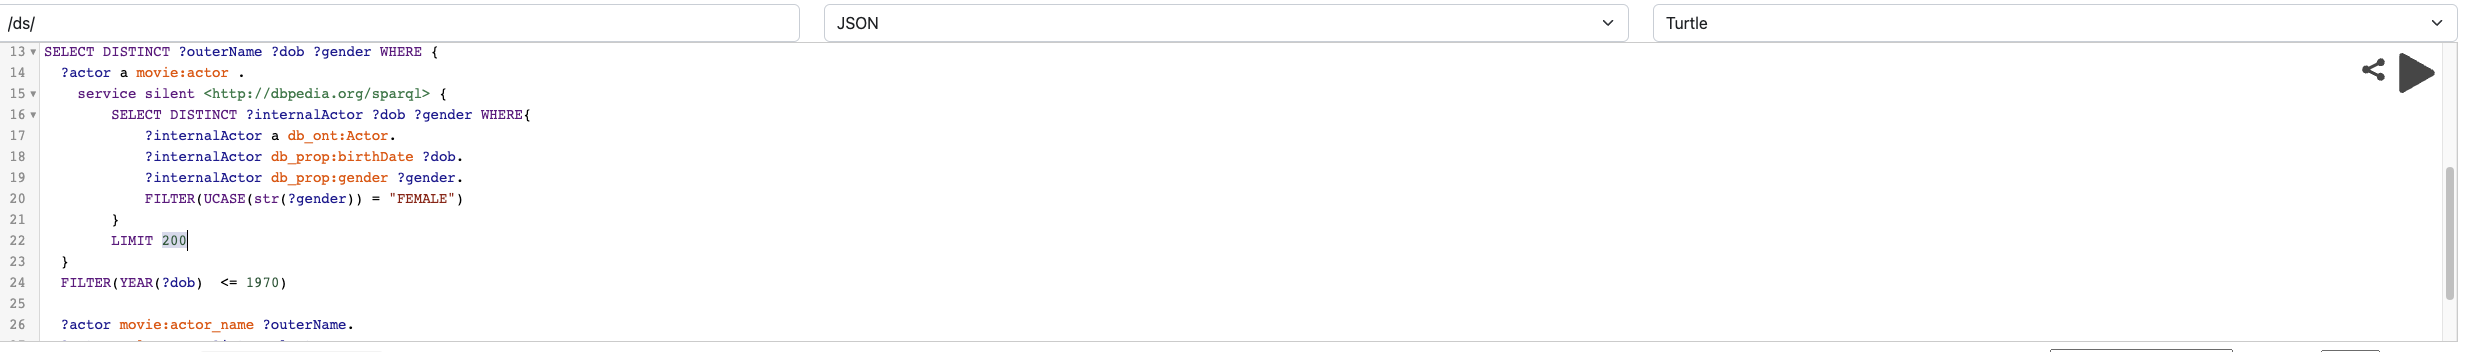 /ds/ JSON Turtle
13 SELECT DISTINCT ?outerName ?dob ?gender WHERE {
14 ?actor a movie:actor .
15 service silent <http://dbpedia.org/sparql> {
16 SELECT DISTINCT ?internalActor ?dob ?gender WHERE{
17 ?internalActor a db_ont:Actor.
18 ?internalActor db_prop:birthDate ?dob.
19 ?internalActor db_prop:gender ?gender.
20 FILTER(UCASE(str(?gender)) = "FEMALE")
21 }
22 LIMIT 200
23 }
24 FILTER(YEAR(?dob)  <= 1970)
25
26 ?actor movie:actor_name ?outerName.